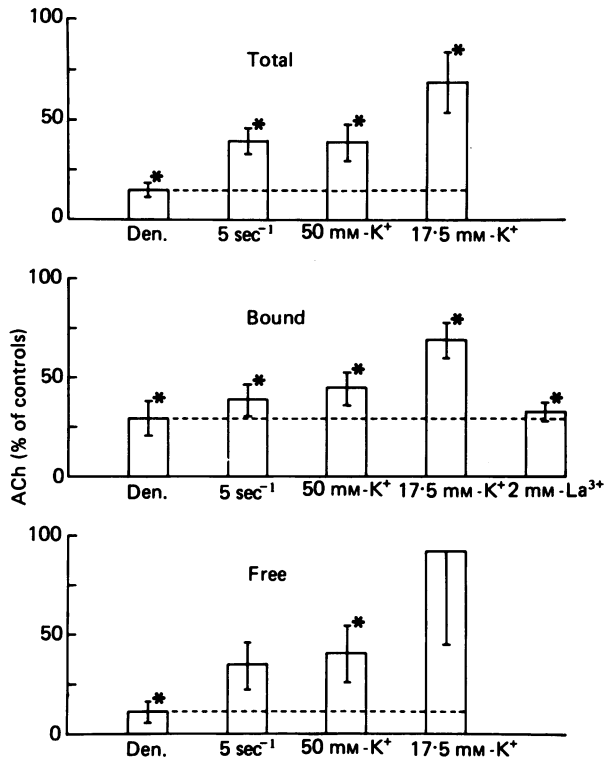 100
Total
50
0
Den. 5 sec⁻¹ 50 mM-K⁺ 17·5 mM-K⁺
ACh (% of controls)
100
Bound
50
0
Den. 5 sec⁻¹ 50 mM-K⁺ 17·5 mM-K⁺ 2 mM-La³⁺
100
Free
50
0
Den. 5 sec⁻¹ 50 mM-K⁺ 17·5 mM-K⁺